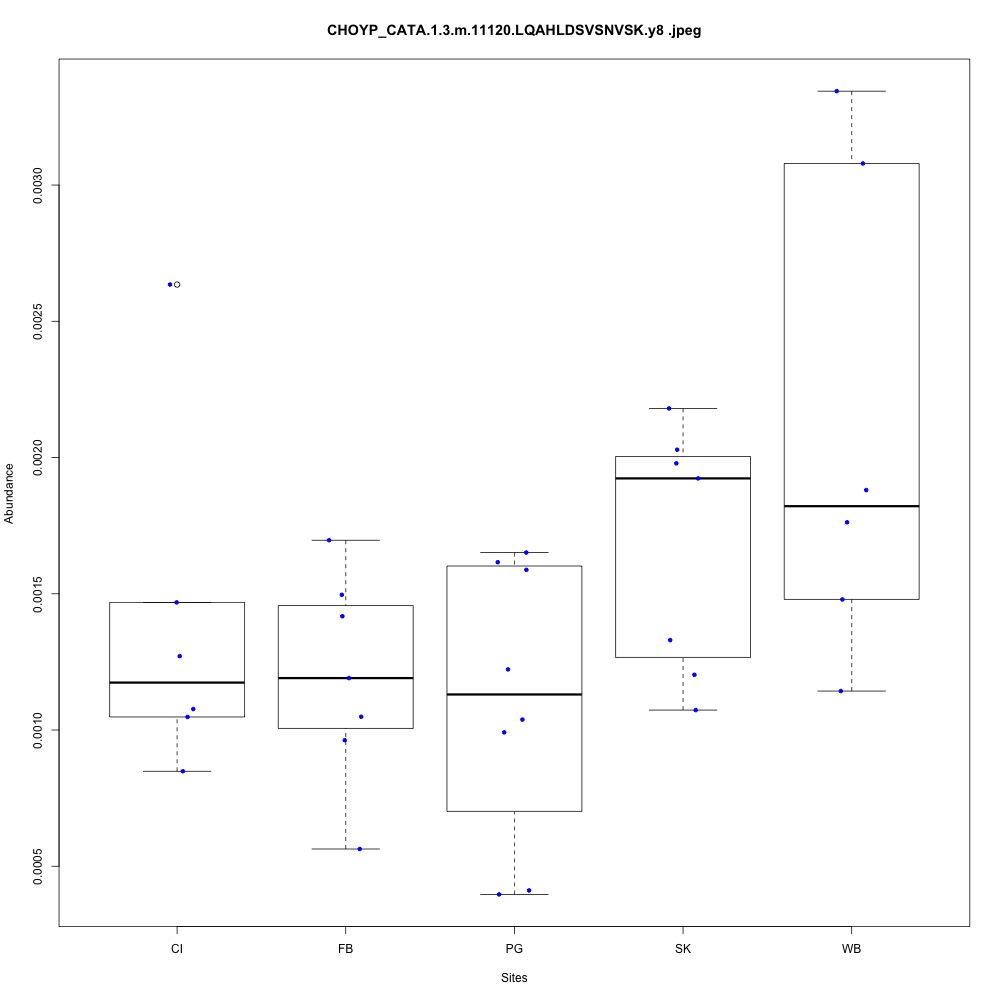 CHOYP_CATA.1.3.m.11120.LQAHLDSVSNVSK.y8 .jpeg
Abundance
0.0030
0.0025
0.0020
0.0015
0.0010
0.0005
CI FB PG SK WB
Sites